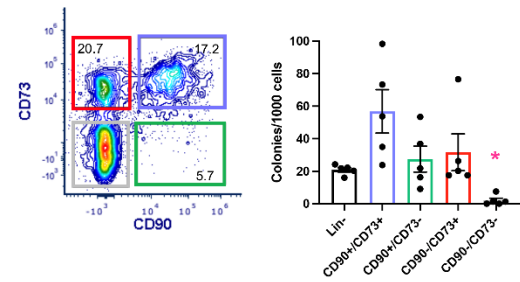 20.7
17.2
5.7
10⁶
10⁵
10⁴
-10¹
-10³
CD73
-10³
10⁴
10⁵
10⁶
CD90
Colonies/1000 cells
100
80
60
40
20
0
*
Lin-
CD90+/CD73+
CD90+/CD73-
CD90-/CD73+
CD90-/CD73-